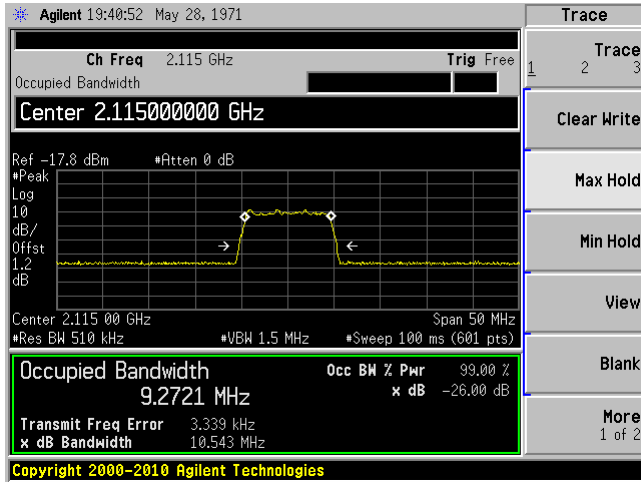 Agilent 19:40:52 May 28, 1971
Trace
Ch Freq 2.115 GHz Trig Free
Occupied Bandwidth
Center 2.115000000 GHz
Ref -17.8 dBm #Atten 0 dB
#Peak
Log
10
dB/
Offst
1.2
dB
Center 2.115 00 GHz Span 50 MHz
#Res BW 510 kHz #VBW 1.5 MHz #Sweep 100 ms (601 pts)
Occupied Bandwidth Occ BW % Pwr 99.00 %
9.2721 MHz x dB -26.00 dB
Transmit Freq Error 3.339 kHz
x dB Bandwidth 10.543 MHz
Copyright 2000-2010 Agilent Technologies
Trace
1 2 3
Clear Write
Max Hold
Min Hold
View
Blank
More
1 of 2